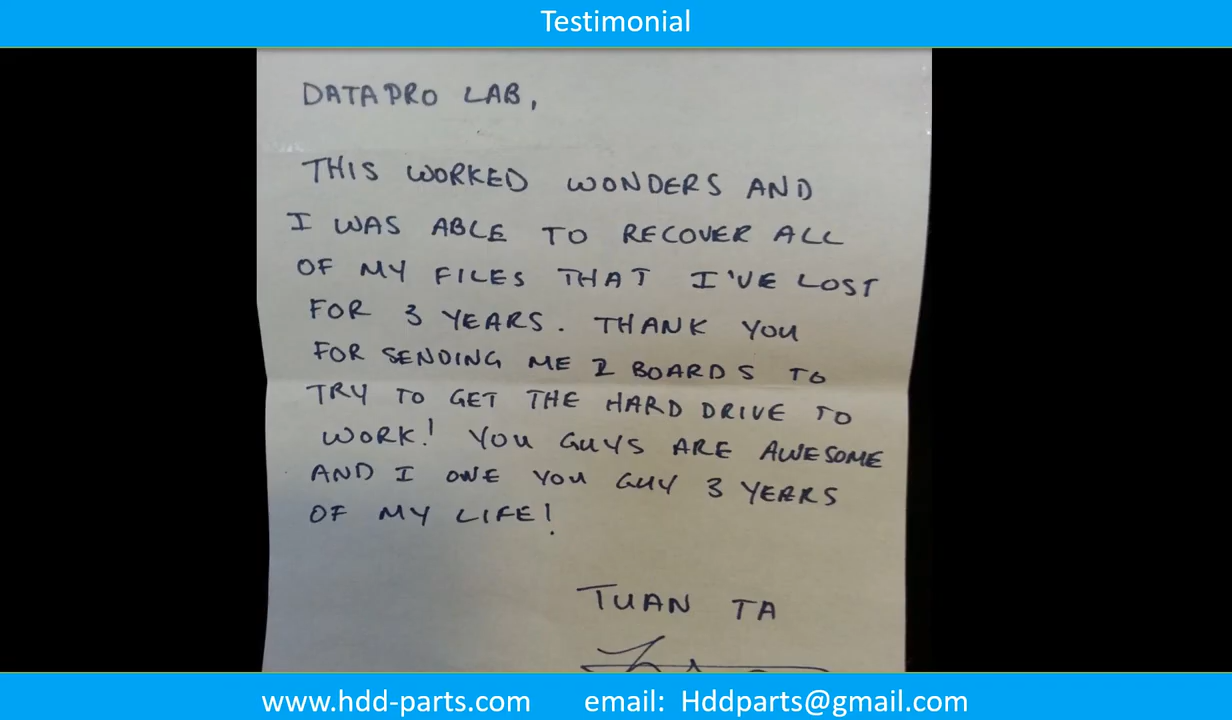 Testimonial
DATAPRO LAB,
THIS WORKED WONDERS AND
I WAS ABLE TO RECOVER ALL
OF MY FILES THAT I'VE LOST
FOR 3 YEARS. THANK YOU
FOR SENDING ME 2 BOARDS TO
TRY TO GET THE HARD DRIVE TO
WORK! YOU GUYS ARE AWESOME
AND I OWE YOU GUY 3 YEARS
OF MY LIFE!
TUAN TA
www.hdd-parts.com email: Hddparts@gmail.com